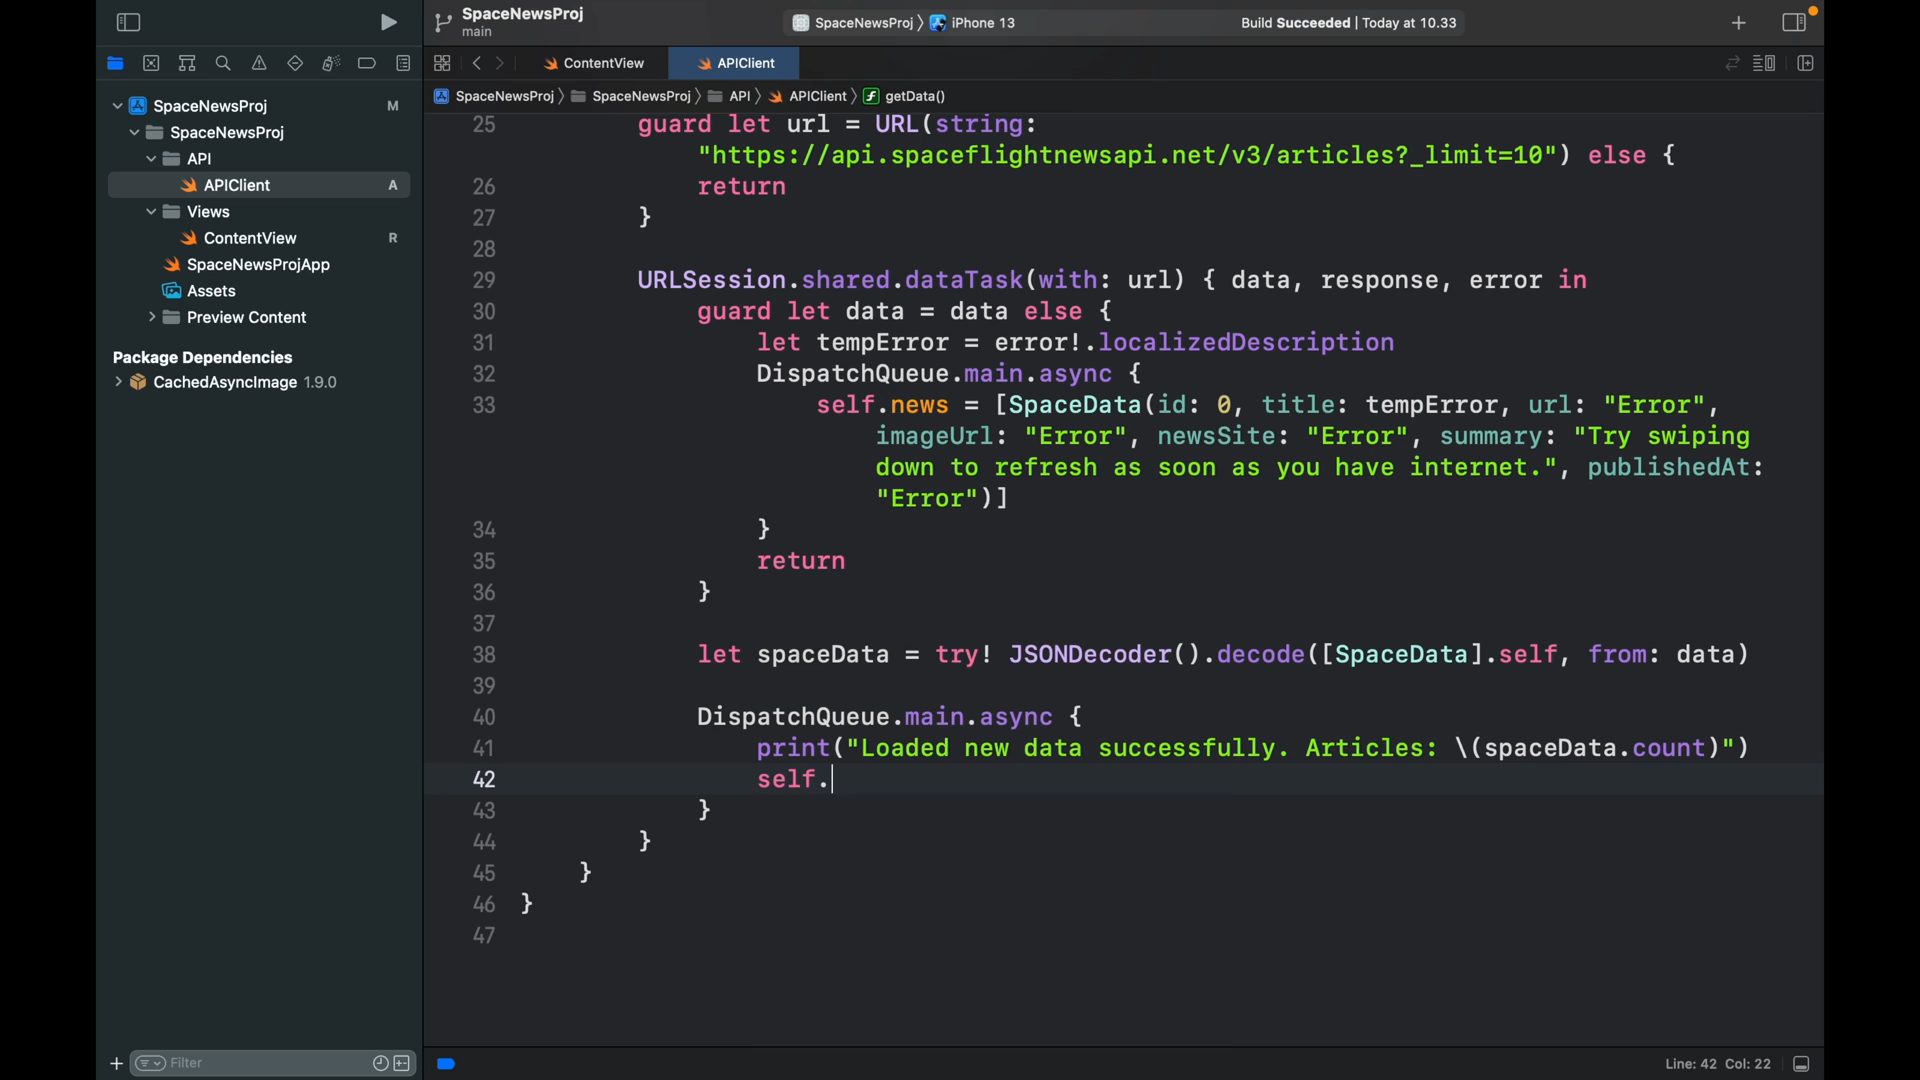 SpaceNewsProj
main
SpaceNewsProj 〉 iPhone 13
Build Succeeded | Today at 10.33
ContentView
APIClient
SpaceNewsProj 〉 SpaceNewsProj 〉 API 〉 APIClient 〉 getData()
SpaceNewsProj M
SpaceNewsProj
API
APIClient A
Views
ContentView R
SpaceNewsProjApp
Assets
Preview Content
Package Dependencies
CachedAsyncImage 1.9.0
Filter
25 guard let url = URL(string:
"https://api.spaceflightnewsapi.net/v3/articles?_limit=10") else {
26 return
27 }
28
29 URLSession.shared.dataTask(with: url) { data, response, error in
30 guard let data = data else {
31 let tempError = error!.localizedDescription
32 DispatchQueue.main.async {
33 self.news = [SpaceData(id: 0, title: tempError, url: "Error",
imageUrl: "Error", newsSite: "Error", summary: "Try swiping
down to refresh as soon as you have internet.", publishedAt:
"Error")]
34 }
35 return
36 }
37
38 let spaceData = try! JSONDecoder().decode([SpaceData].self, from: data)
39
40 DispatchQueue.main.async {
41 print("Loaded new data successfully. Articles: \(spaceData.count)")
42 self.
43 }
44 }
45 }
46 }
47
Line: 42 Col: 22